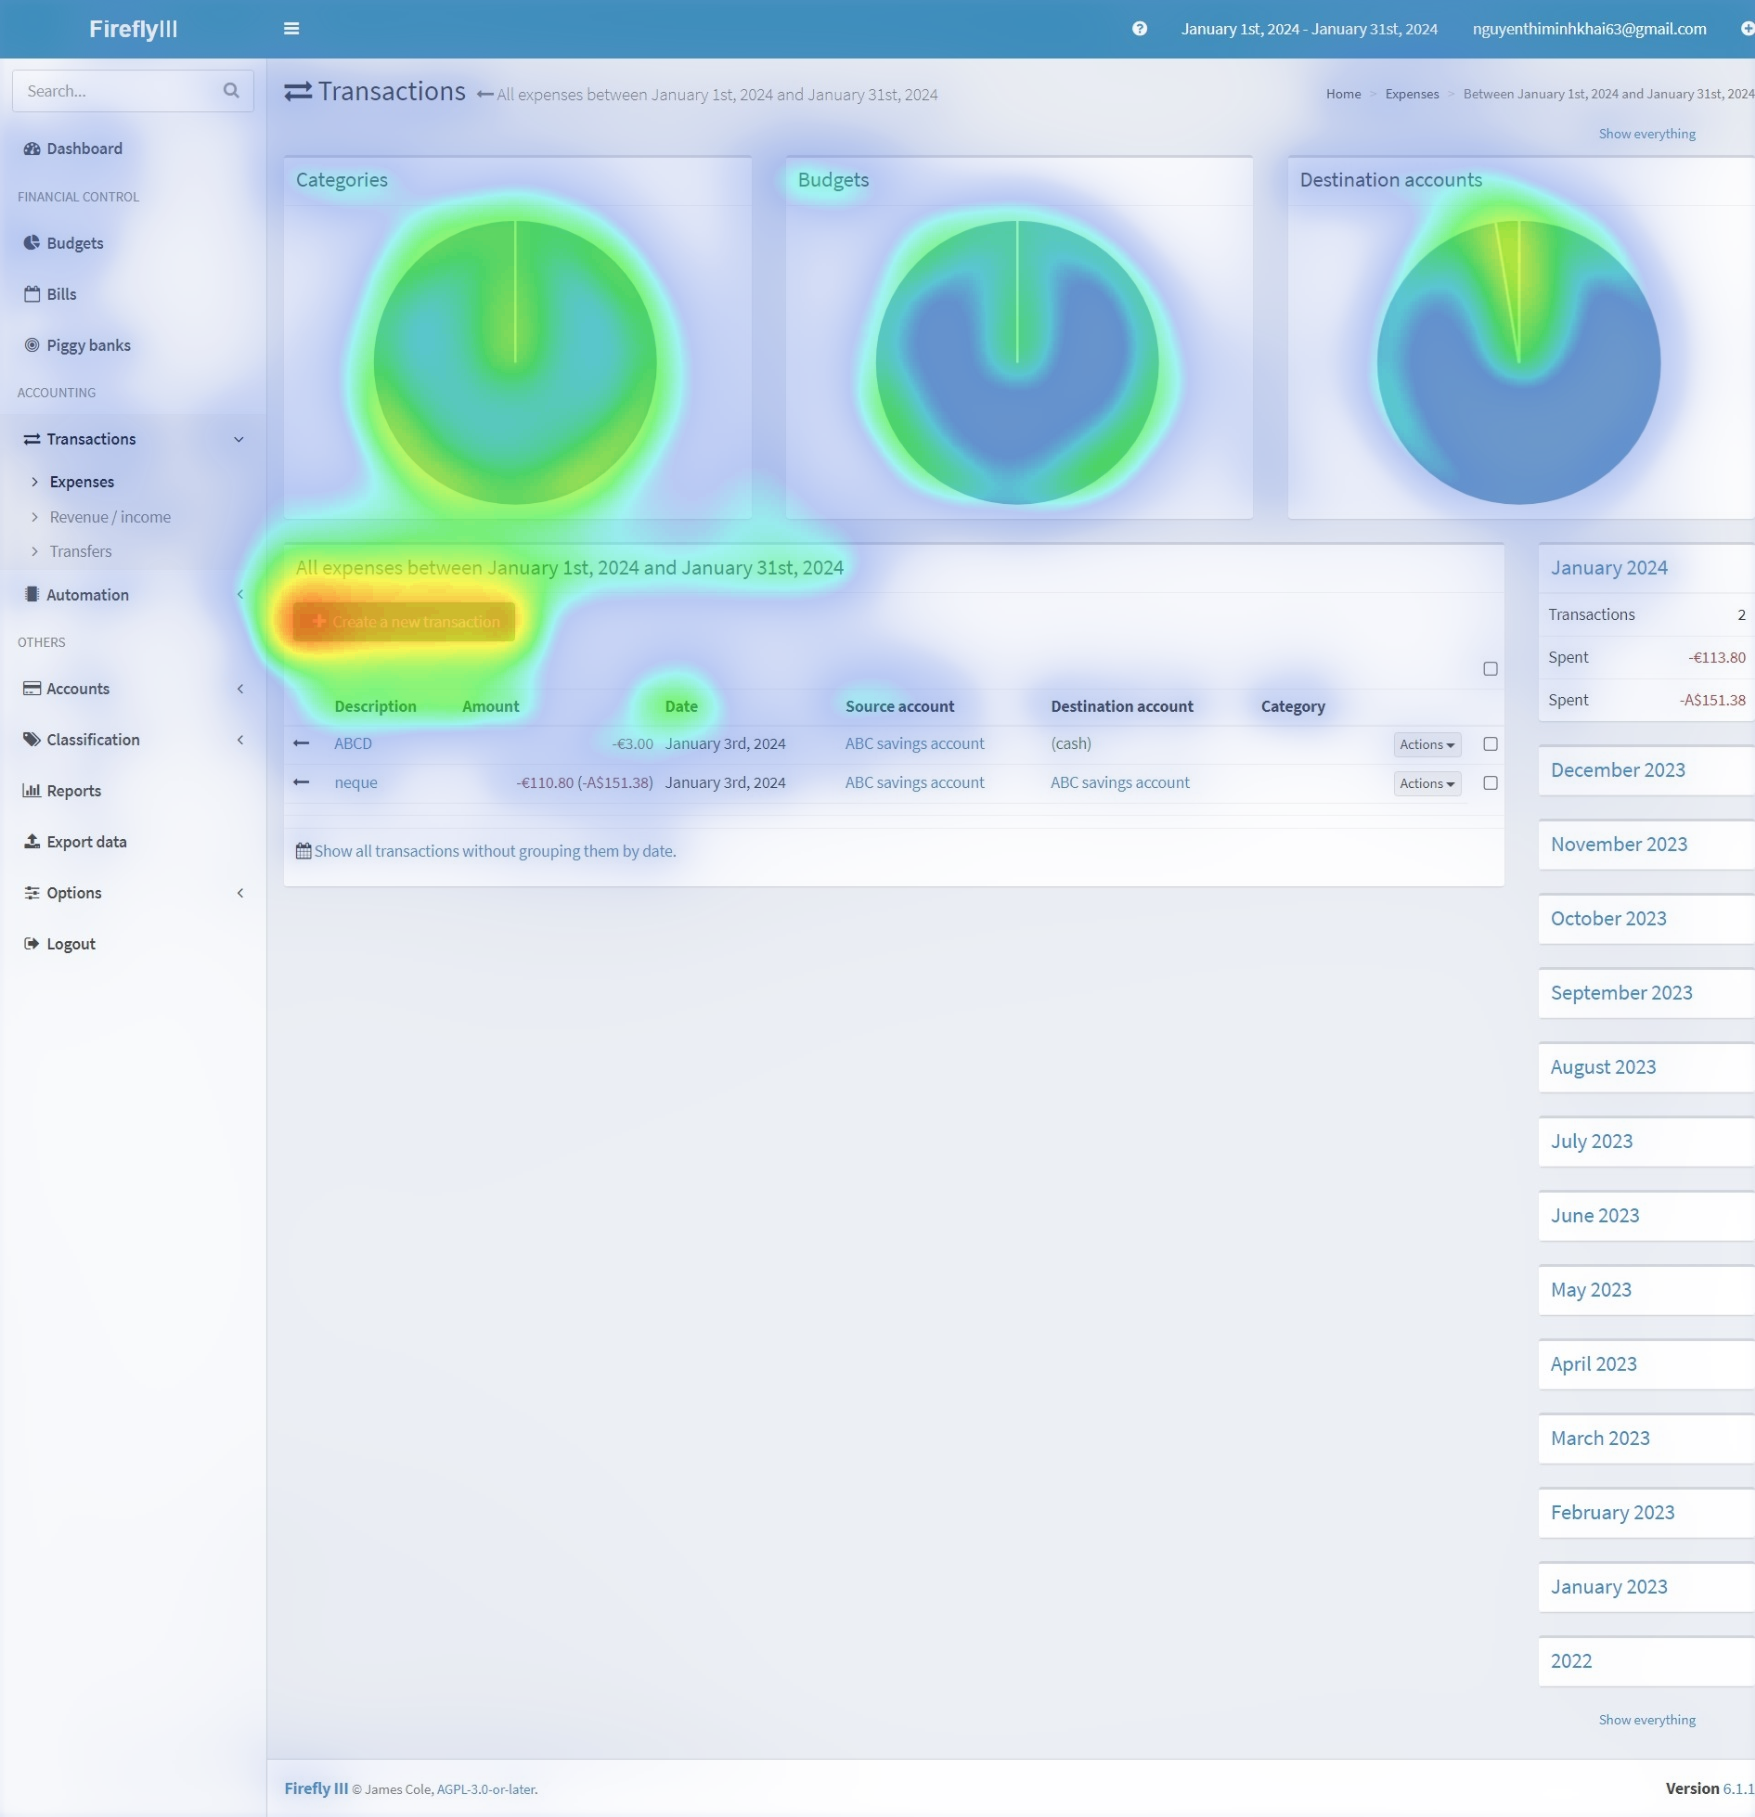 FireflyIII
January 1st, 2024 - January 31st, 2024
nguyenthiminhkhai63@gmail.com
Search...
Transactions
All expenses between January 1st, 2024 and January 31st, 2024
Home > Expenses > Between January 1st, 2024 and January 31st, 2024
Show everything
Dashboard
FINANCIAL CONTROL
Budgets
Bills
Piggy banks
ACCOUNTING
Transactions
Expenses
Revenue / income
Transfers
Automation
OTHERS
Accounts
Classification
Reports
Export data
Options
Logout
Categories
Budgets
Destination accounts
All expenses between January 1st, 2024 and January 31st, 2024
Create a new transaction
Description Amount Date Source account Destination account Category
ABCD -€3.00 January 3rd, 2024 ABC savings account (cash) Actions
neque -€110.80 (-A$151.38) January 3rd, 2024 ABC savings account ABC savings account Actions
Show all transactions without grouping them by date.
January 2024
Transactions 2
Spent -€113.80
Spent -A$151.38
December 2023
November 2023
October 2023
September 2023
August 2023
July 2023
June 2023
May 2023
April 2023
March 2023
February 2023
January 2023
2022
Show everything
Firefly III © James Cole, AGPL-3.0-or-later.
Version 6.1.1